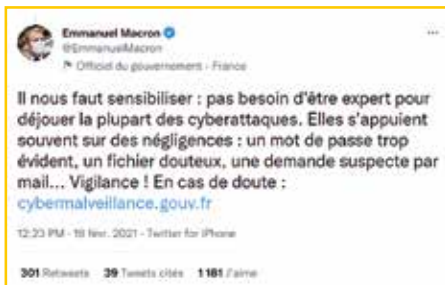 Emmanuel Macron
@EmmanuelMacron
Officiel du gouvernement - France
Il nous faut sensibiliser : pas besoin d'être expert pour
déjouer la plupart des cyberattaques. Elles s'appuient
souvent sur des négligences : un mot de passe trop
évident, un fichier douteux, une demande suspecte par
mail... Vigilance ! En cas de doute :
cybermalveillance.gouv.fr
12:23 PM · févr. 2021 · Twitter for iPhone
301 Retweets 39 Tweets cités 1 181 J'aime